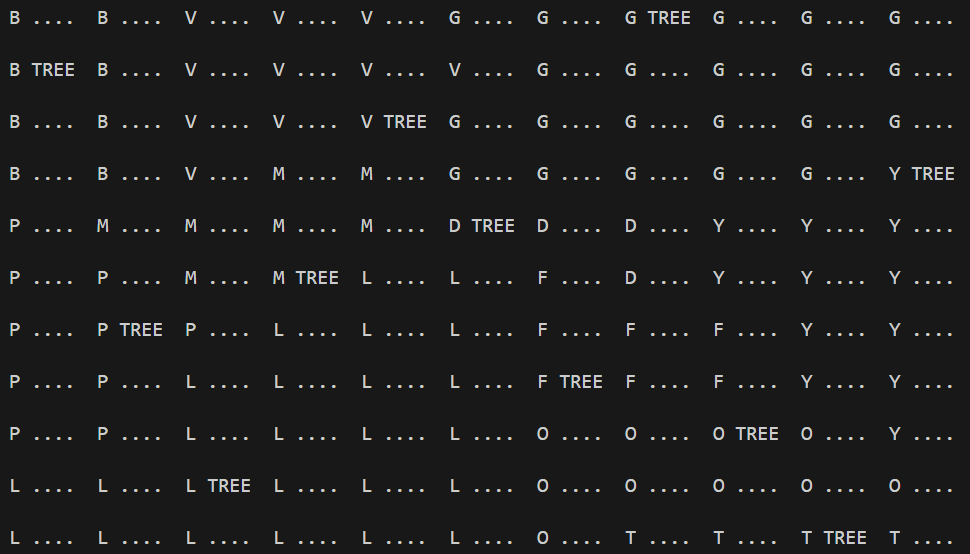 B .... B .... V .... V .... V .... G .... G .... G TREE G .... G .... G ....
B TREE B .... V .... V .... V .... V .... G .... G .... G .... G .... G ....
B .... B .... V .... V .... V TREE G .... G .... G .... G .... G .... G ....
B .... B .... V .... M .... M .... G .... G .... G .... G .... G .... Y TREE
P .... M .... M .... M .... M .... D TREE D .... D .... Y .... Y .... Y ....
P .... P .... M .... M TREE L .... L .... F .... D .... Y .... Y .... Y ....
P .... P TREE P .... L .... L .... L .... F .... F .... F .... Y .... Y ....
P .... P .... L .... L .... L .... L .... F TREE F .... F .... Y .... Y ....
P .... P .... L .... L .... L .... L .... O .... O .... O TREE O .... Y ....
L .... L .... L TREE L .... L .... L .... O .... O .... O .... O .... O ....
L .... L .... L .... L .... L .... L .... O .... T .... T .... T TREE T ....